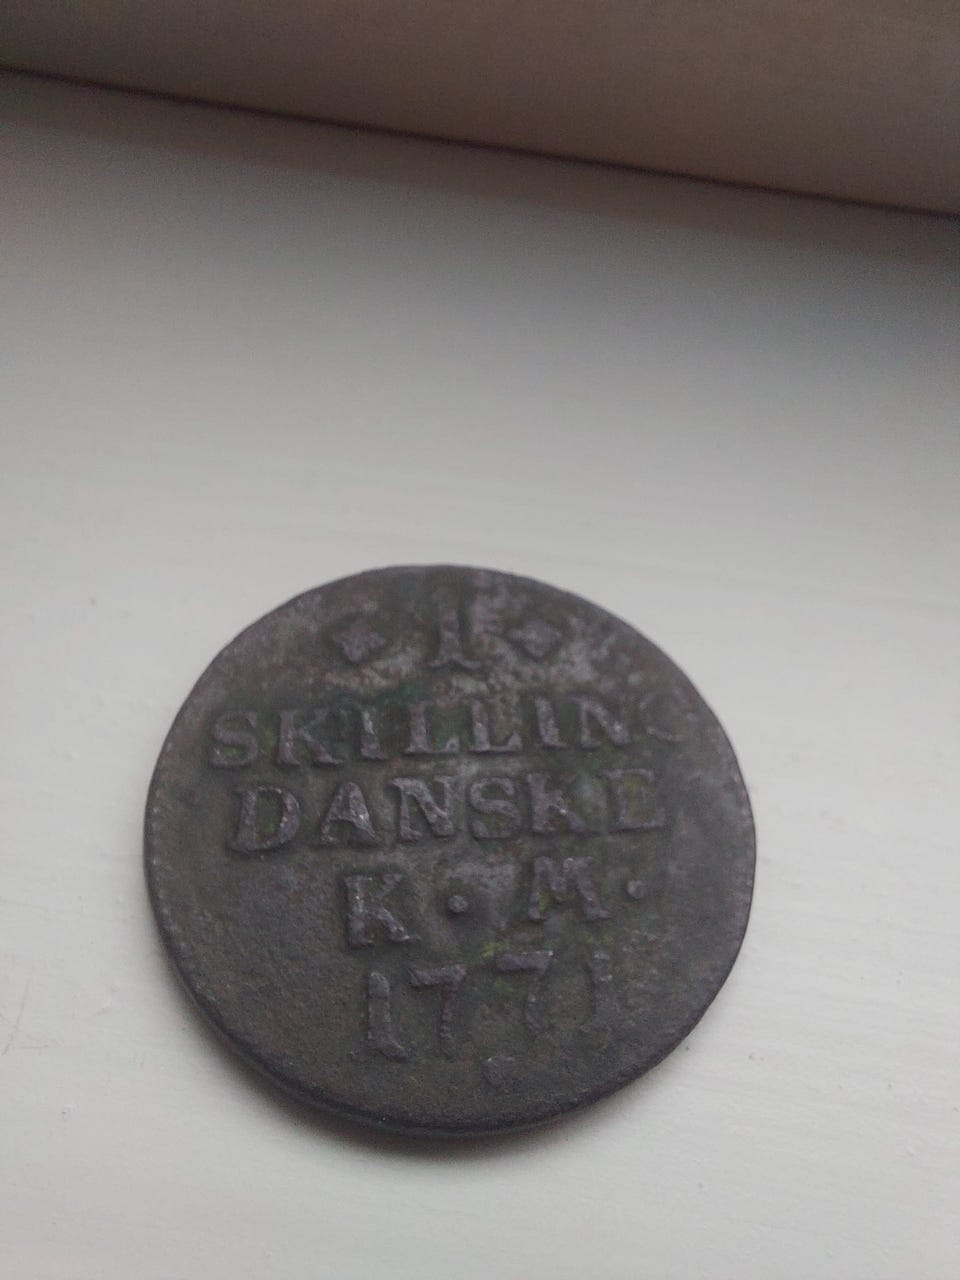 1
SKILLING
DANSKE
K · M ·
1771